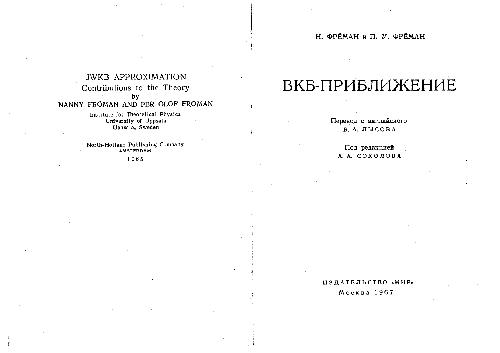 JWKB APPROXIMATION
Contributions to the Theory
by
NANNY FRÖMAN AND PER OLOF FRÖMAN
Institute for Theoretical Physics
University of Uppsala
Uppsala, Sweden
North-Holland Publishing Company
AMSTERDAM
1965
Н. ФРЁМАН и П. У. ФРЁМАН
ВКБ-ПРИБЛИЖЕНИЕ
Перевод с английского
В. А. ЛЫСОВА
Под редакцией
А. А. СОКОЛОВА
ИЗДАТЕЛЬСТВО «МИР»
Москва 1967